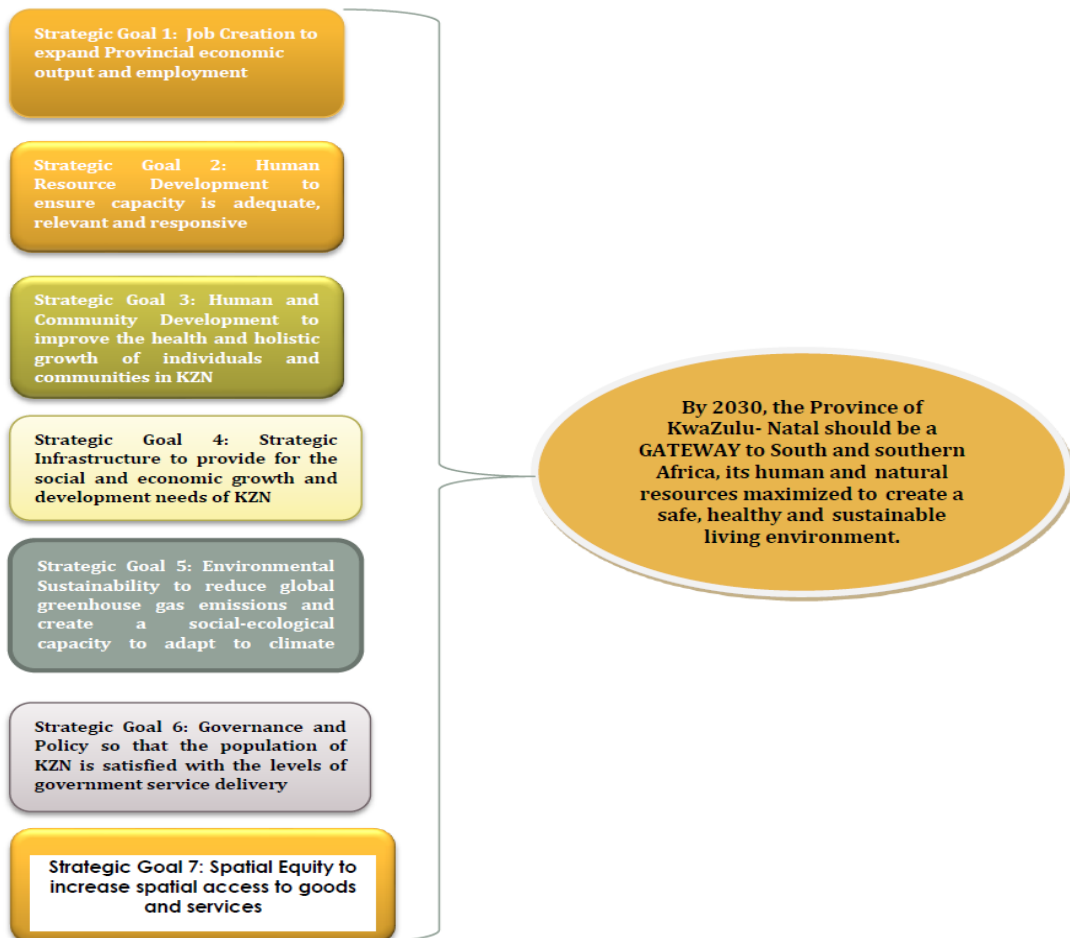 Strategic Goal 1: Job Creation to
expand Provincial economic
output and employment
Strategic Goal 2: Human
Resource Development to
ensure capacity is adequate,
relevant and responsive
Strategic Goal 3: Human and
Community Development to
improve the health and holistic
growth of individuals and
communities in KZN
Strategic Goal 4: Strategic
Infrastructure to provide for the
social and economic growth and
development needs of KZN
Strategic Goal 5: Environmental
Sustainability to reduce global
greenhouse gas emissions and
create a social-ecological
capacity to adapt to climate
Strategic Goal 6: Governance and
Policy so that the population of
KZN is satisfied with the levels of
government service delivery
Strategic Goal 7: Spatial Equity to
increase spatial access to goods
and services
By 2030, the Province of
KwaZulu- Natal should be a
GATEWAY to South and southern
Africa, its human and natural
resources maximized to create a
safe, healthy and sustainable
living environment.